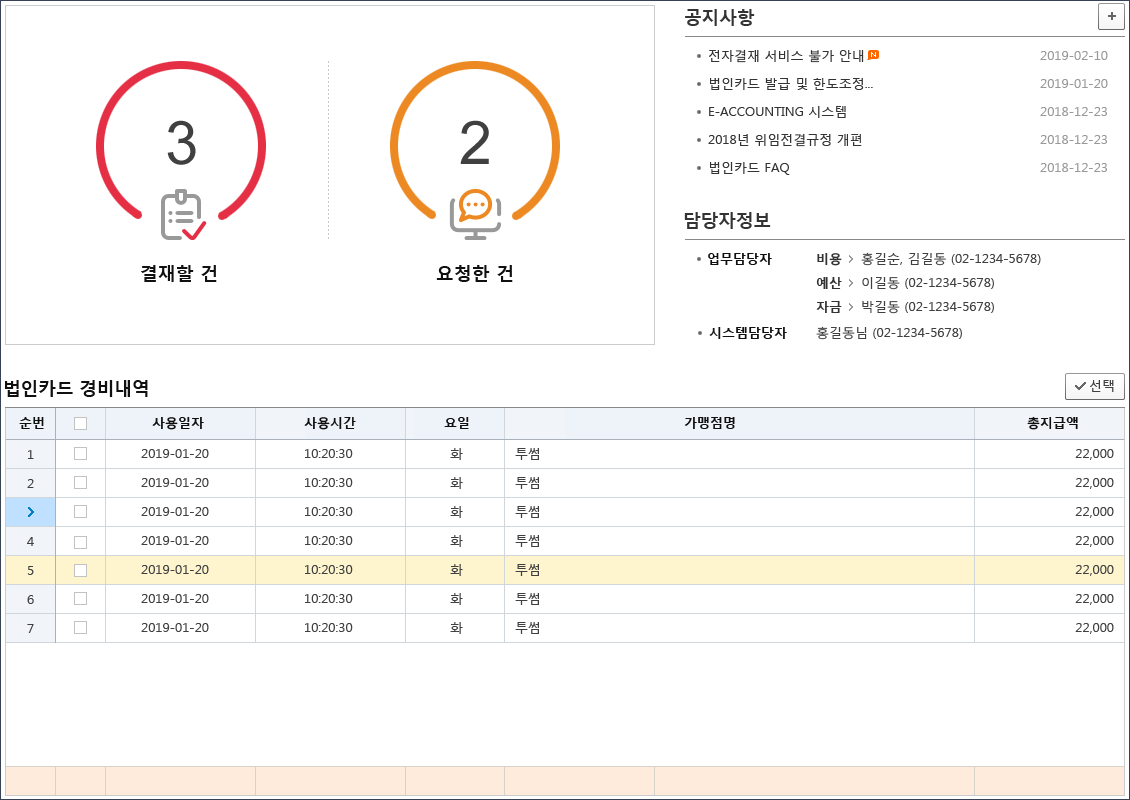 3
결재할 건
2
요청한 건
공지사항
전자결재 서비스 불가 안내 N 2019-02-10
법인카드 발급 및 한도조정... 2019-01-20
E-ACCOUNTING 시스템 2018-12-23
2018년 위임전결규정 개편 2018-12-23
법인카드 FAQ 2018-12-23
담당자정보
업무담당자 비용 > 홍길순, 김길동 (02-1234-5678)
예산 > 이길동 (02-1234-5678)
자금 > 박길동 (02-1234-5678)
시스템담당자 홍길동님 (02-1234-5678)
법인카드 경비내역
선택
순번 사용일자 사용시간 요일 가맹점명 총지급액
1 2019-01-20 10:20:30 화 투썸 22,000
2 2019-01-20 10:20:30 화 투썸 22,000
2019-01-20 10:20:30 화 투썸 22,000
4 2019-01-20 10:20:30 화 투썸 22,000
5 2019-01-20 10:20:30 화 투썸 22,000
6 2019-01-20 10:20:30 화 투썸 22,000
7 2019-01-20 10:20:30 화 투썸 22,000